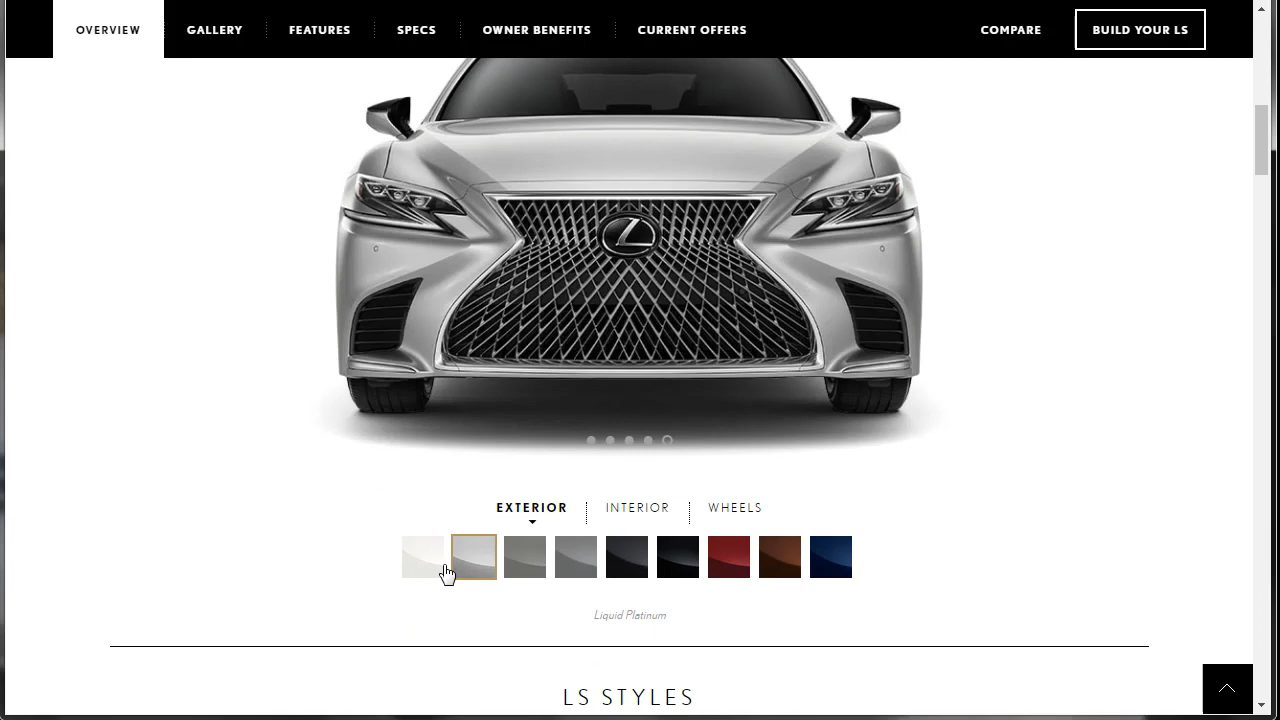 OVERVIEW
GALLERY
FEATURES
SPECS
OWNER BENEFITS
CURRENT OFFERS
COMPARE
BUILD YOUR LS
EXTERIOR
INTERIOR
WHEELS
Liquid Platinum
LS STYLES